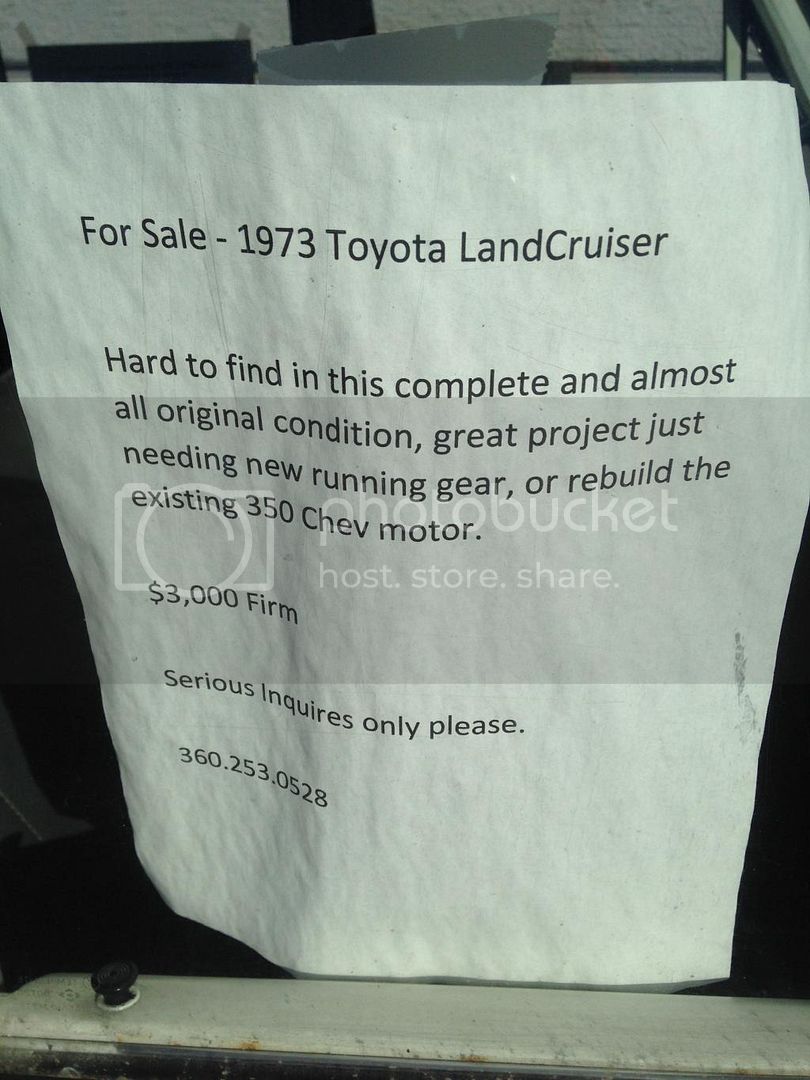 For Sale - 1973 Toyota LandCruiser
Hard to find in this complete and almost
all original condition, great project just
needing new running gear, or rebuild the
existing 350 Chev motor.
photobucket
host. store. share.
$3,000 Firm
Serious Inquires only please.
360.253.0528